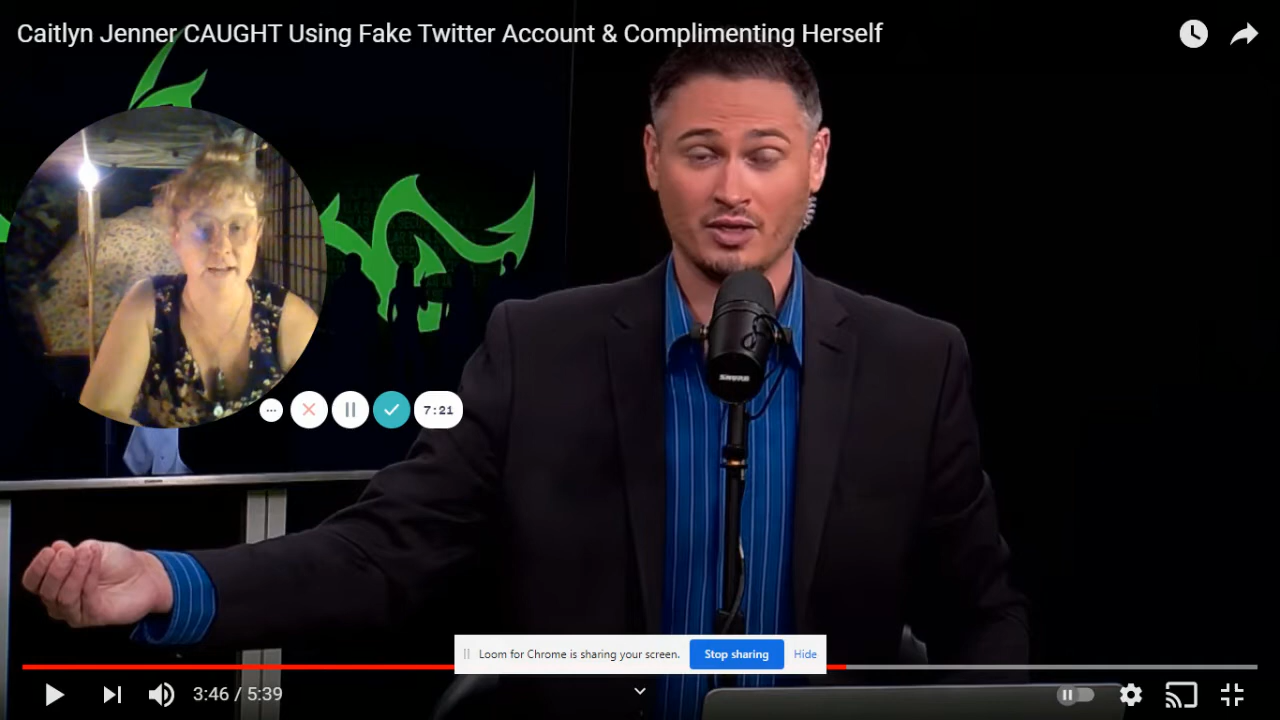 Caitlyn Jenner CAUGHT Using Fake Twitter Account & Complimenting Herself
7:21
SHURE
Loom for Chrome is sharing your screen. Stop sharing Hide
3:46 / 5:39